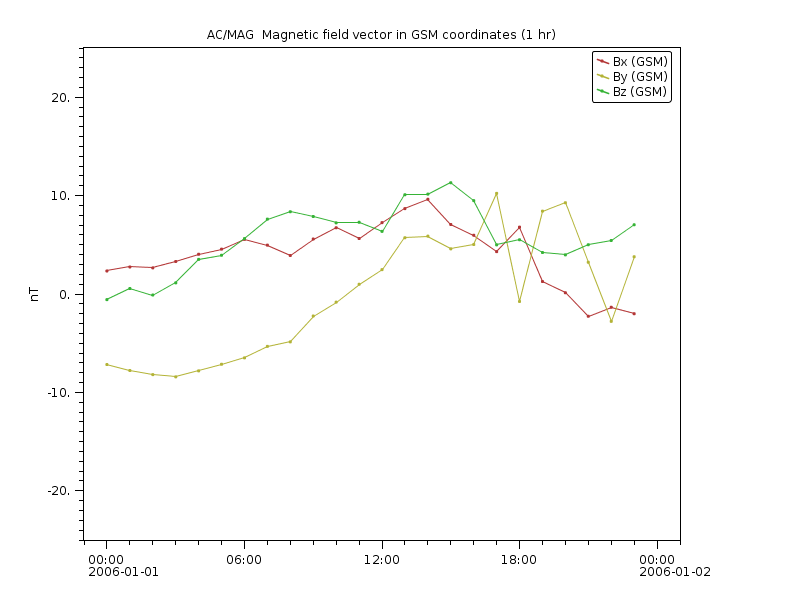 AC/MAG  Magnetic field vector in GSM coordinates (1 hr)
Bx (GSM)
By (GSM)
Bz (GSM)
20.
10.
0.
-10.
-20.
nT
00:00 06:00 12:00 18:00 00:00
2006-01-01 2006-01-02